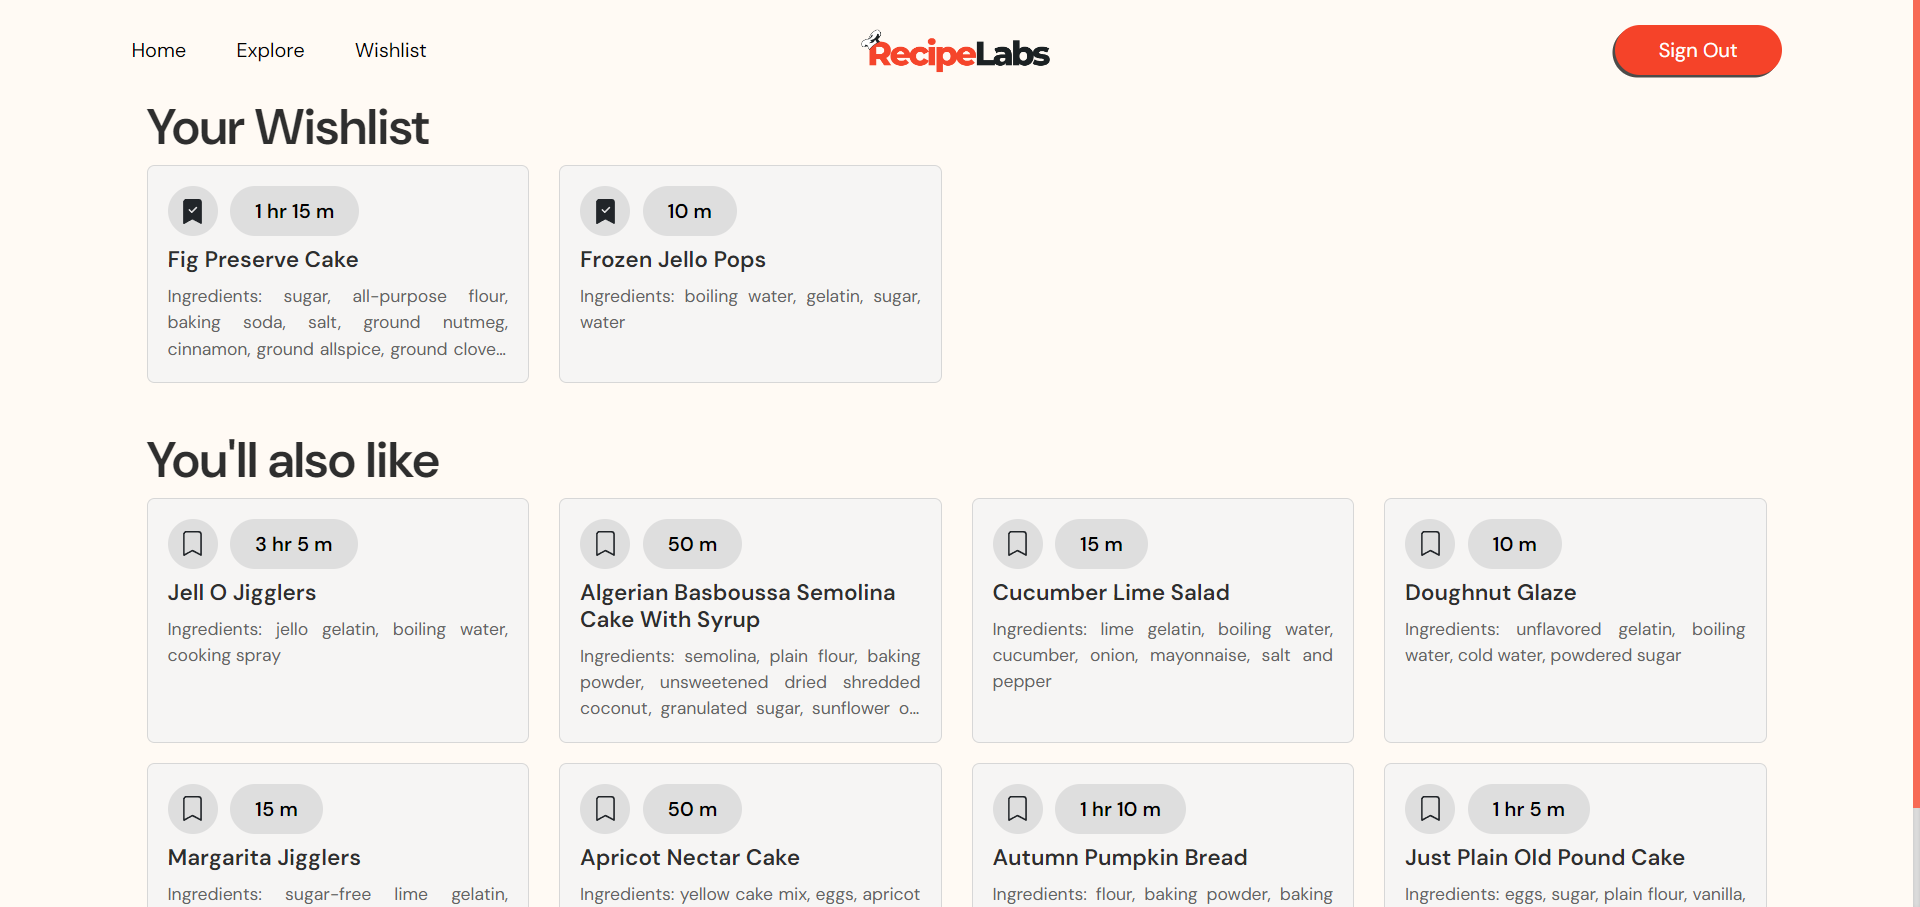 Home
Explore
Wishlist
RecipeLabs
Sign Out
Your Wishlist
1 hr 15 m
Fig Preserve Cake
Ingredients: sugar, all-purpose flour,
baking soda, salt, ground nutmeg,
cinnamon, ground allspice, ground clove...
10 m
Frozen Jello Pops
Ingredients: boiling water, gelatin, sugar,
water
You'll also like
3 hr 5 m
Jell O Jigglers
Ingredients: jello gelatin, boiling water,
cooking spray
50 m
Algerian Basboussa Semolina
Cake With Syrup
Ingredients: semolina, plain flour, baking
powder, unsweetened dried shredded
coconut, granulated sugar, sunflower o...
15 m
Cucumber Lime Salad
Ingredients: lime gelatin, boiling water,
cucumber, onion, mayonnaise, salt and
pepper
10 m
Doughnut Glaze
Ingredients: unflavored gelatin, boiling
water, cold water, powdered sugar
15 m
Margarita Jigglers
Ingredients: sugar-free lime gelatin,
50 m
Apricot Nectar Cake
Ingredients: yellow cake mix, eggs, apricot
1 hr 10 m
Autumn Pumpkin Bread
Ingredients: flour, baking powder, baking
1 hr 5 m
Just Plain Old Pound Cake
Ingredients: eggs, sugar, plain flour, vanilla,